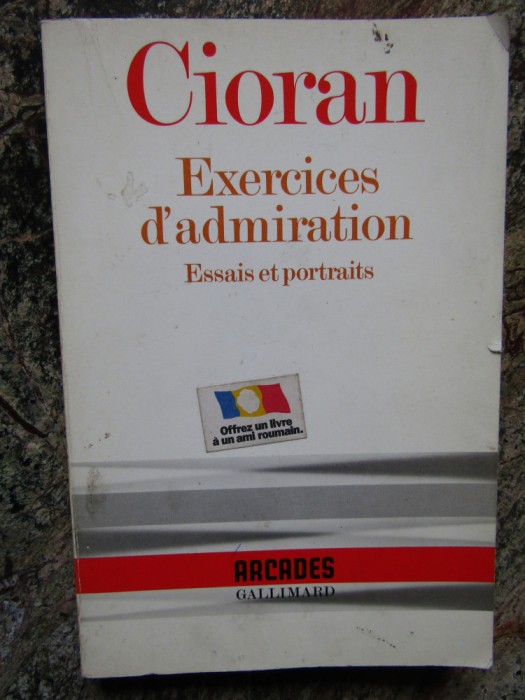 Cioran
Exercices
d'admiration
Essais et portraits
Offrez un livre
à un ami roumain.
ARCADES
GALLIMARD